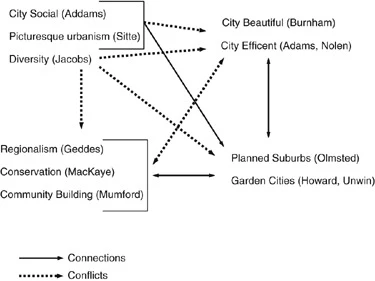 City Social (Addams)
Picturesque urbanism (Sitte)
Diversity (Jacobs)
City Beautiful (Burnham)
City Efficent (Adams, Nolen)
Regionalism (Geddes)
Conservation (MacKaye)
Community Building (Mumford)
Planned Suburbs (Olmsted)
Garden Cities (Howard, Unwin)
Connections
Conflicts